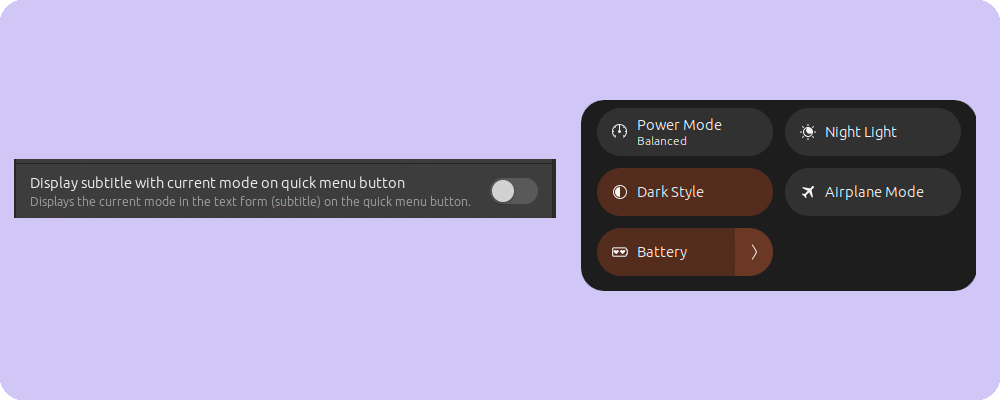 Display subtitle with current mode on quick menu button
Displays the current mode in the text form (subtitle) on the quick menu button.
Power Mode
Balanced
Night Light
Dark Style
Airplane Mode
Battery